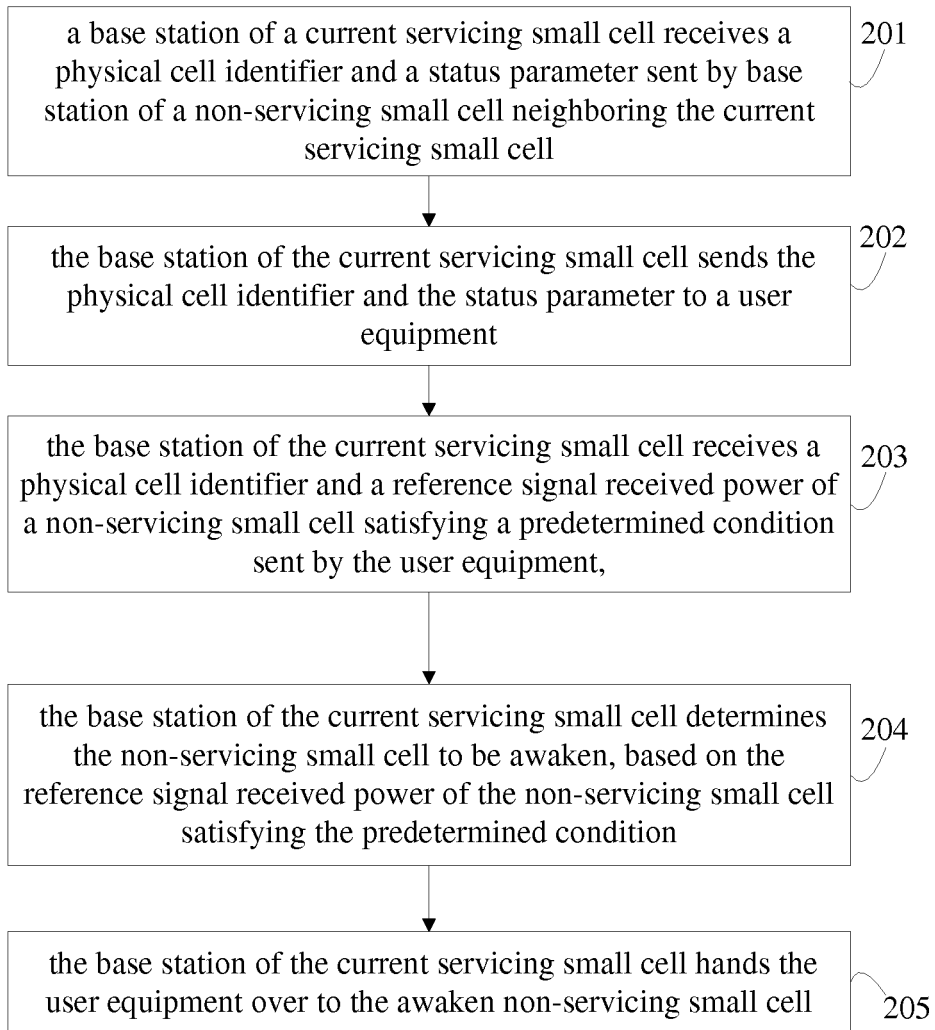 a base station of a current servicing small cell receives a
physical cell identifier and a status parameter sent by base
station of a non-servicing small cell neighboring the current
servicing small cell
201
the base station of the current servicing small cell sends the
physical cell identifier and the status parameter to a user
equipment
202
the base station of the current servicing small cell receives a
physical cell identifier and a reference signal received power of
a non-servicing small cell satisfying a predetermined condition
sent by the user equipment,
203
the base station of the current servicing small cell determines
the non-servicing small cell to be awaken, based on the
reference signal received power of the non-servicing small cell
satisfying the predetermined condition
204
the base station of the current servicing small cell hands the
user equipment over to the awaken non-servicing small cell
205